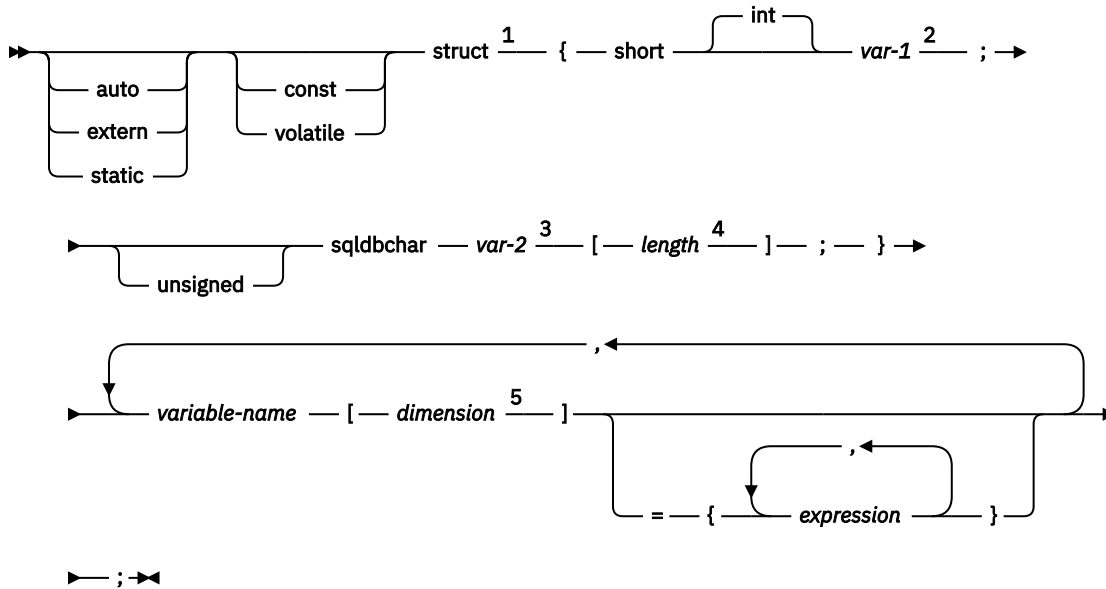 int
struct 1 { short var-1 2 ;
auto const
extern volatile
static
sqldbchar var-2 3 [ length 4 ] ; }
unsigned
,
variable-name [ dimension 5 ]
,
= { expression }
;